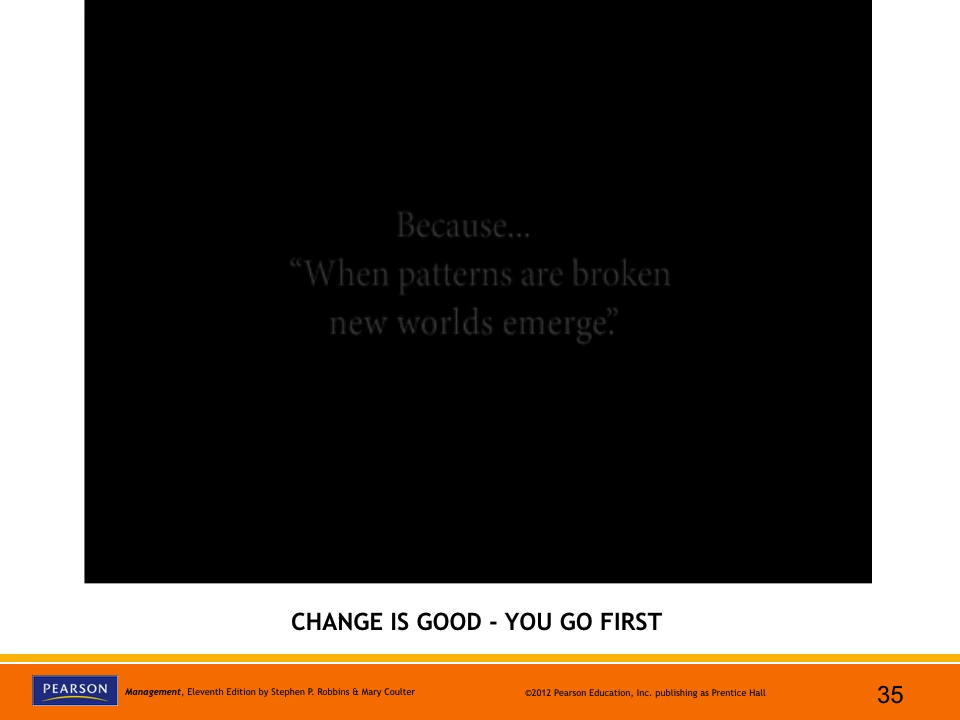 Because...
“When patterns are broken
new worlds emerge.”
CHANGE IS GOOD - YOU GO FIRST
PEARSON
Management, Eleventh Edition by Stephen P. Robbins & Mary Coulter
©2012 Pearson Education, Inc. publishing as Prentice Hall
35